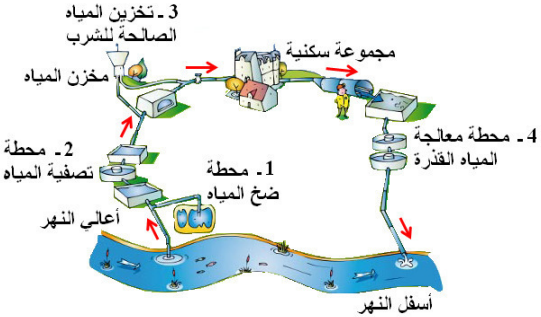 3 ـ تخزين المياه
الصالحة للشرب
مخزن المياه
مجموعة سكنية
2 ـ محطة
تصفية المياه
1 ـ محطة
ضخ المياه
4 ـ محطة معالجة
المياه القذرة
أعالي النهر
أسفل النهر